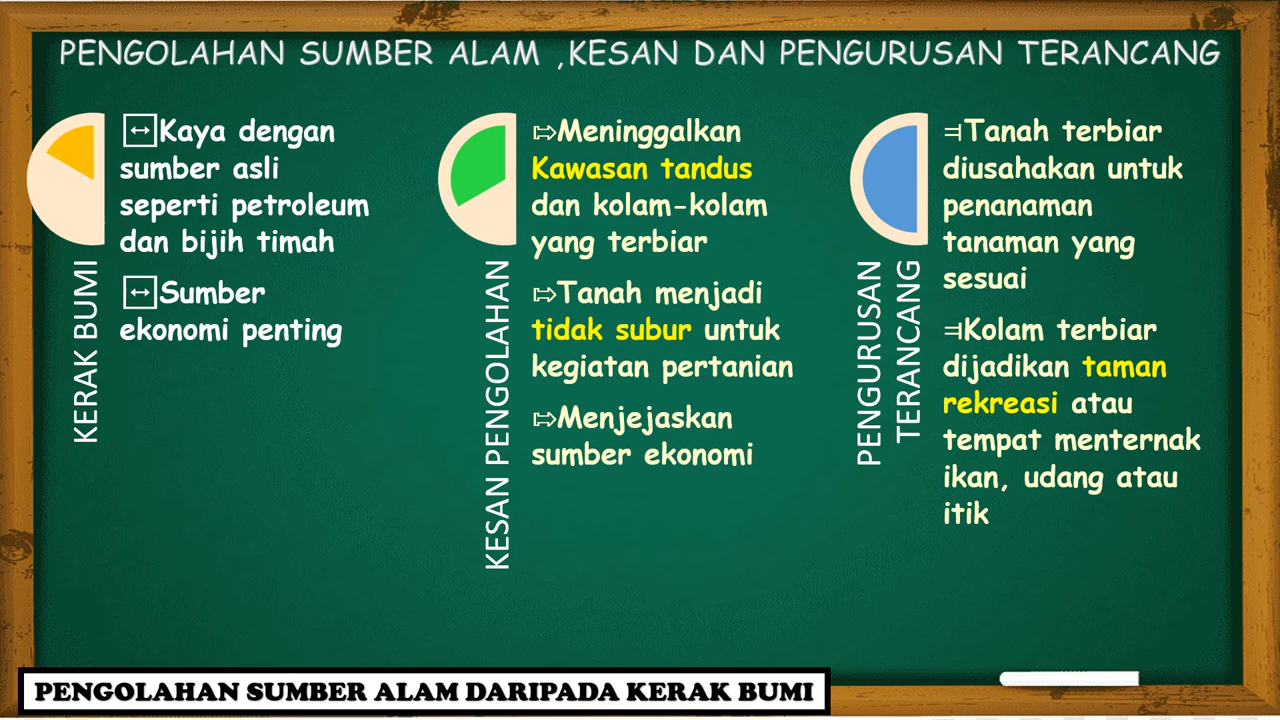 PENGOLAHAN SUMBER ALAM ,KESAN DAN PENGURUSAN TERANCANG
KERAK BUMI
↔Kaya dengan
sumber asli
seperti petroleum
dan bijih timah
↔Sumber
ekonomi penting
KESAN PENGOLAHAN
⇰Meninggalkan
Kawasan tandus
dan kolam-kolam
yang terbiar
⇰Tanah menjadi
tidak subur untuk
kegiatan pertanian
⇰Menjejaskan
sumber ekonomi
PENGURUSAN
TERANCANG
⫤Tanah terbiar
diusahakan untuk
penanaman
tanaman yang
sesuai
⫤Kolam terbiar
dijadikan taman
rekreasi atau
tempat menternak
ikan, udang atau
itik
PENGOLAHAN SUMBER ALAM DARIPADA KERAK BUMI